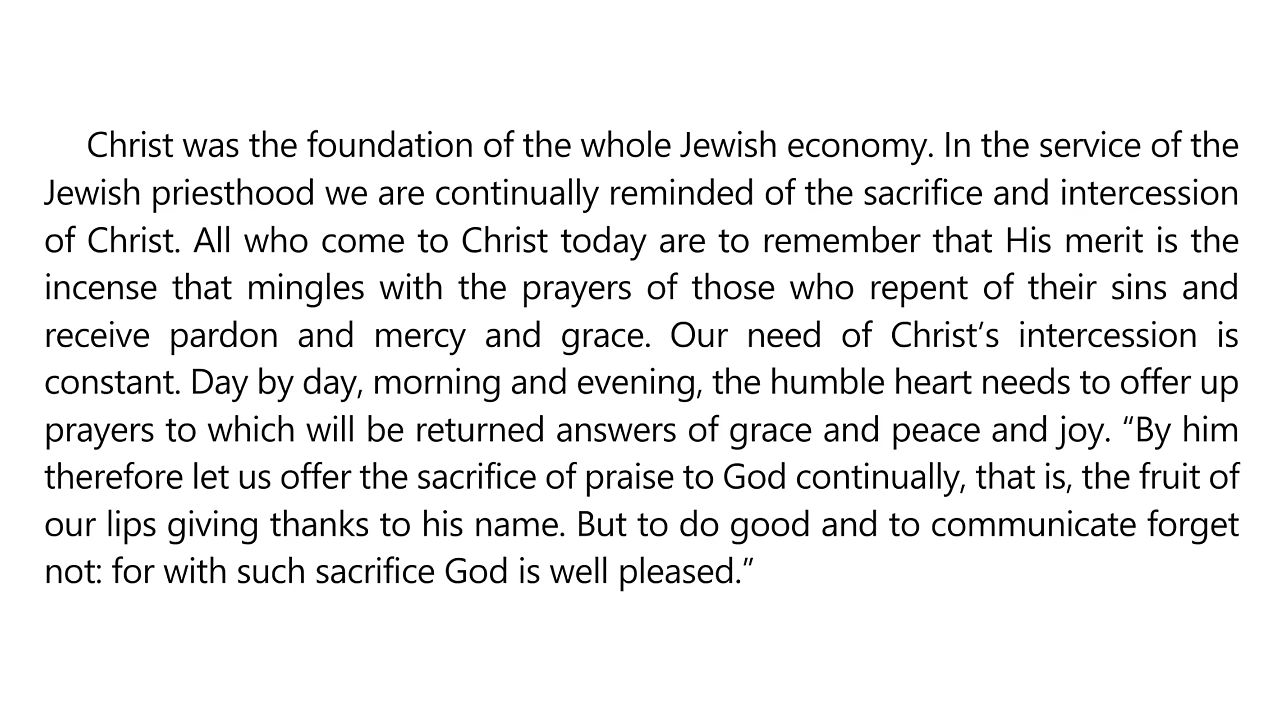 Christ was the foundation of the whole Jewish economy. In the service of the
Jewish priesthood we are continually reminded of the sacrifice and intercession
of Christ. All who come to Christ today are to remember that His merit is the
incense that mingles with the prayers of those who repent of their sins and
receive pardon and mercy and grace. Our need of Christ’s intercession is
constant. Day by day, morning and evening, the humble heart needs to offer up
prayers to which will be returned answers of grace and peace and joy. “By him
therefore let us offer the sacrifice of praise to God continually, that is, the fruit of
our lips giving thanks to his name. But to do good and to communicate forget
not: for with such sacrifice God is well pleased.”